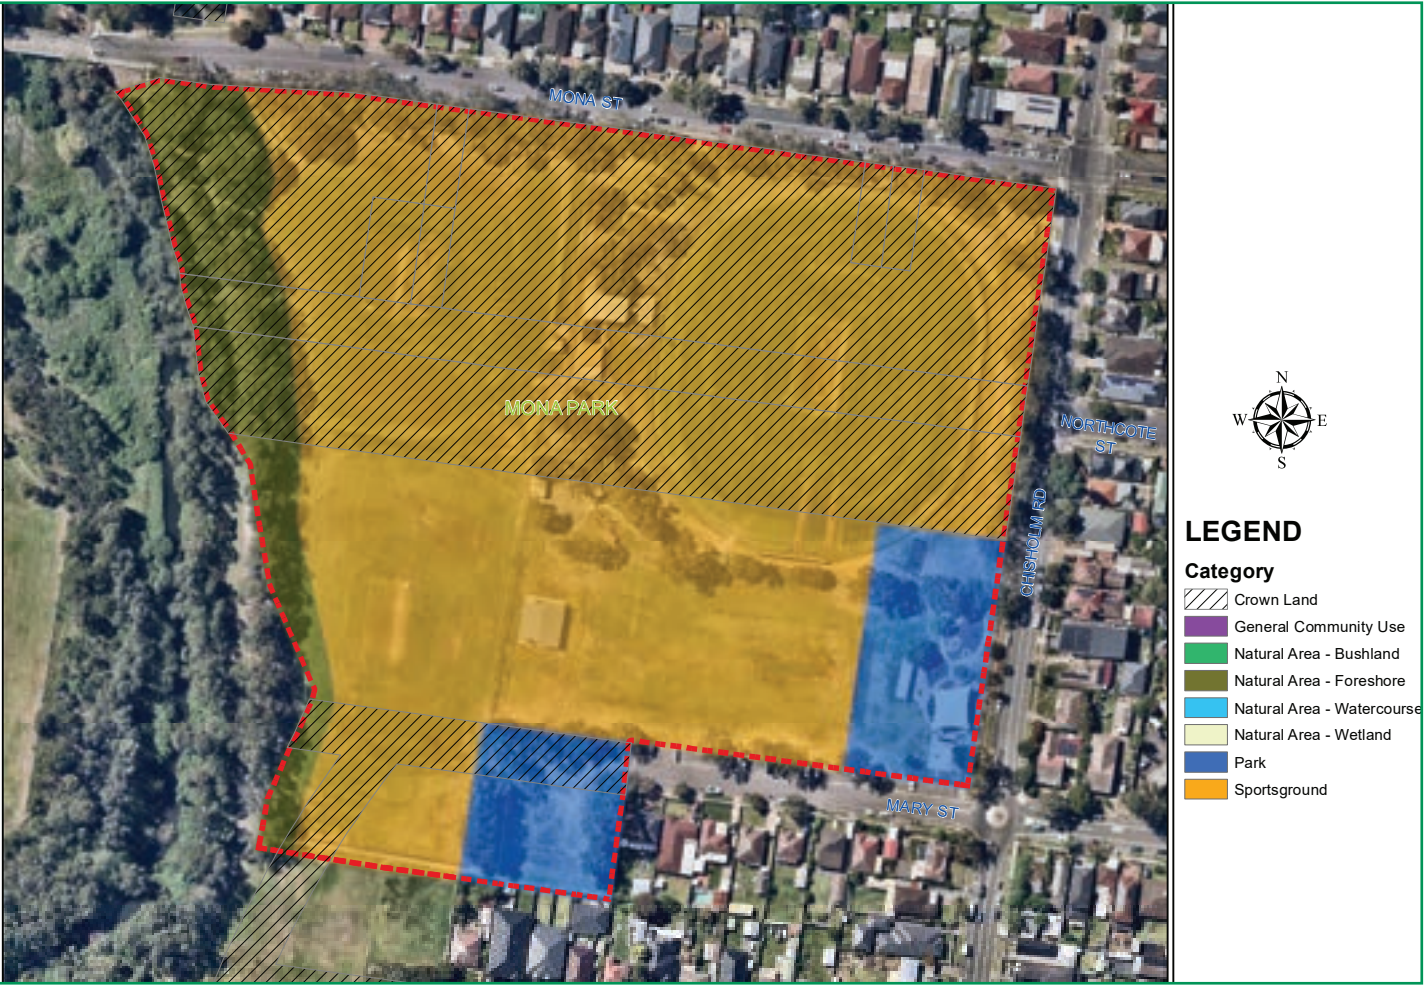 MONA ST
MONA PARK
NORTHCOTE
ST
CHISHOLM RD
MARY ST
N
W E
S
LEGEND
Category
Crown Land
General Community Use
Natural Area - Bushland
Natural Area - Foreshore
Natural Area - Watercourse
Natural Area - Wetland
Park
Sportsground